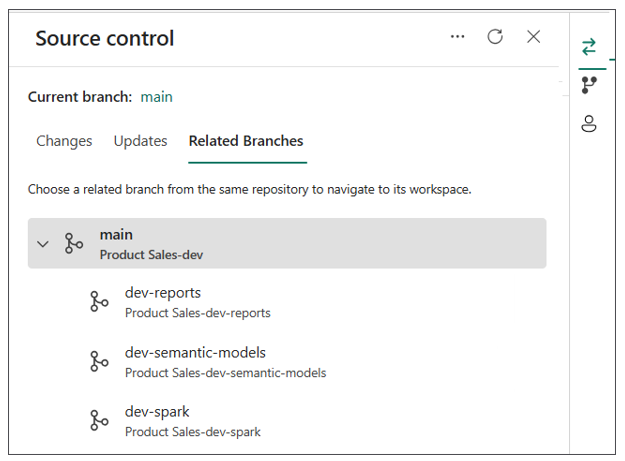 Source control
Current branch: main
Changes Updates Related Branches
Choose a related branch from the same repository to navigate to its workspace.
main
Product Sales-dev
dev-reports
Product Sales-dev-reports
dev-semantic-models
Product Sales-dev-semantic-models
dev-spark
Product Sales-dev-spark